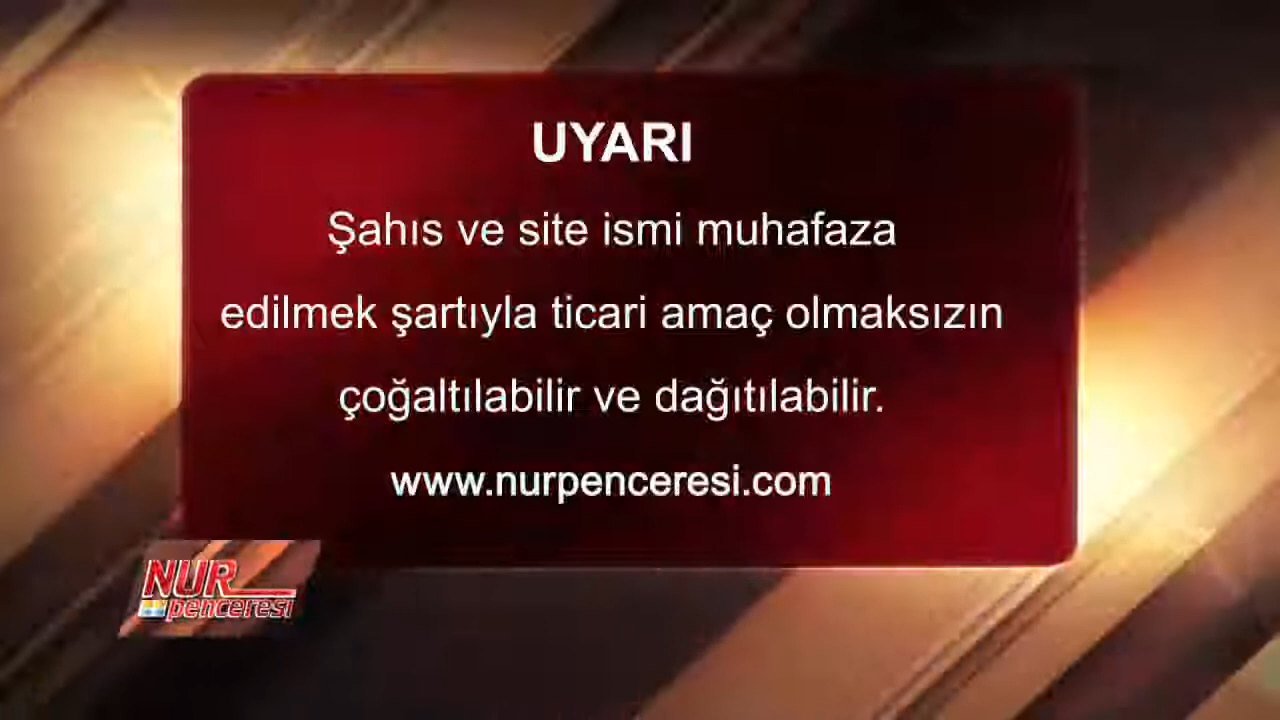 UYARI
Şahıs ve site ismi muhafaza
edilmek şartıyla ticari amaç olmaksızın
çoğaltılabilir ve dağıtılabilir.
www.nurpenceresi.com
NUR
penceresi